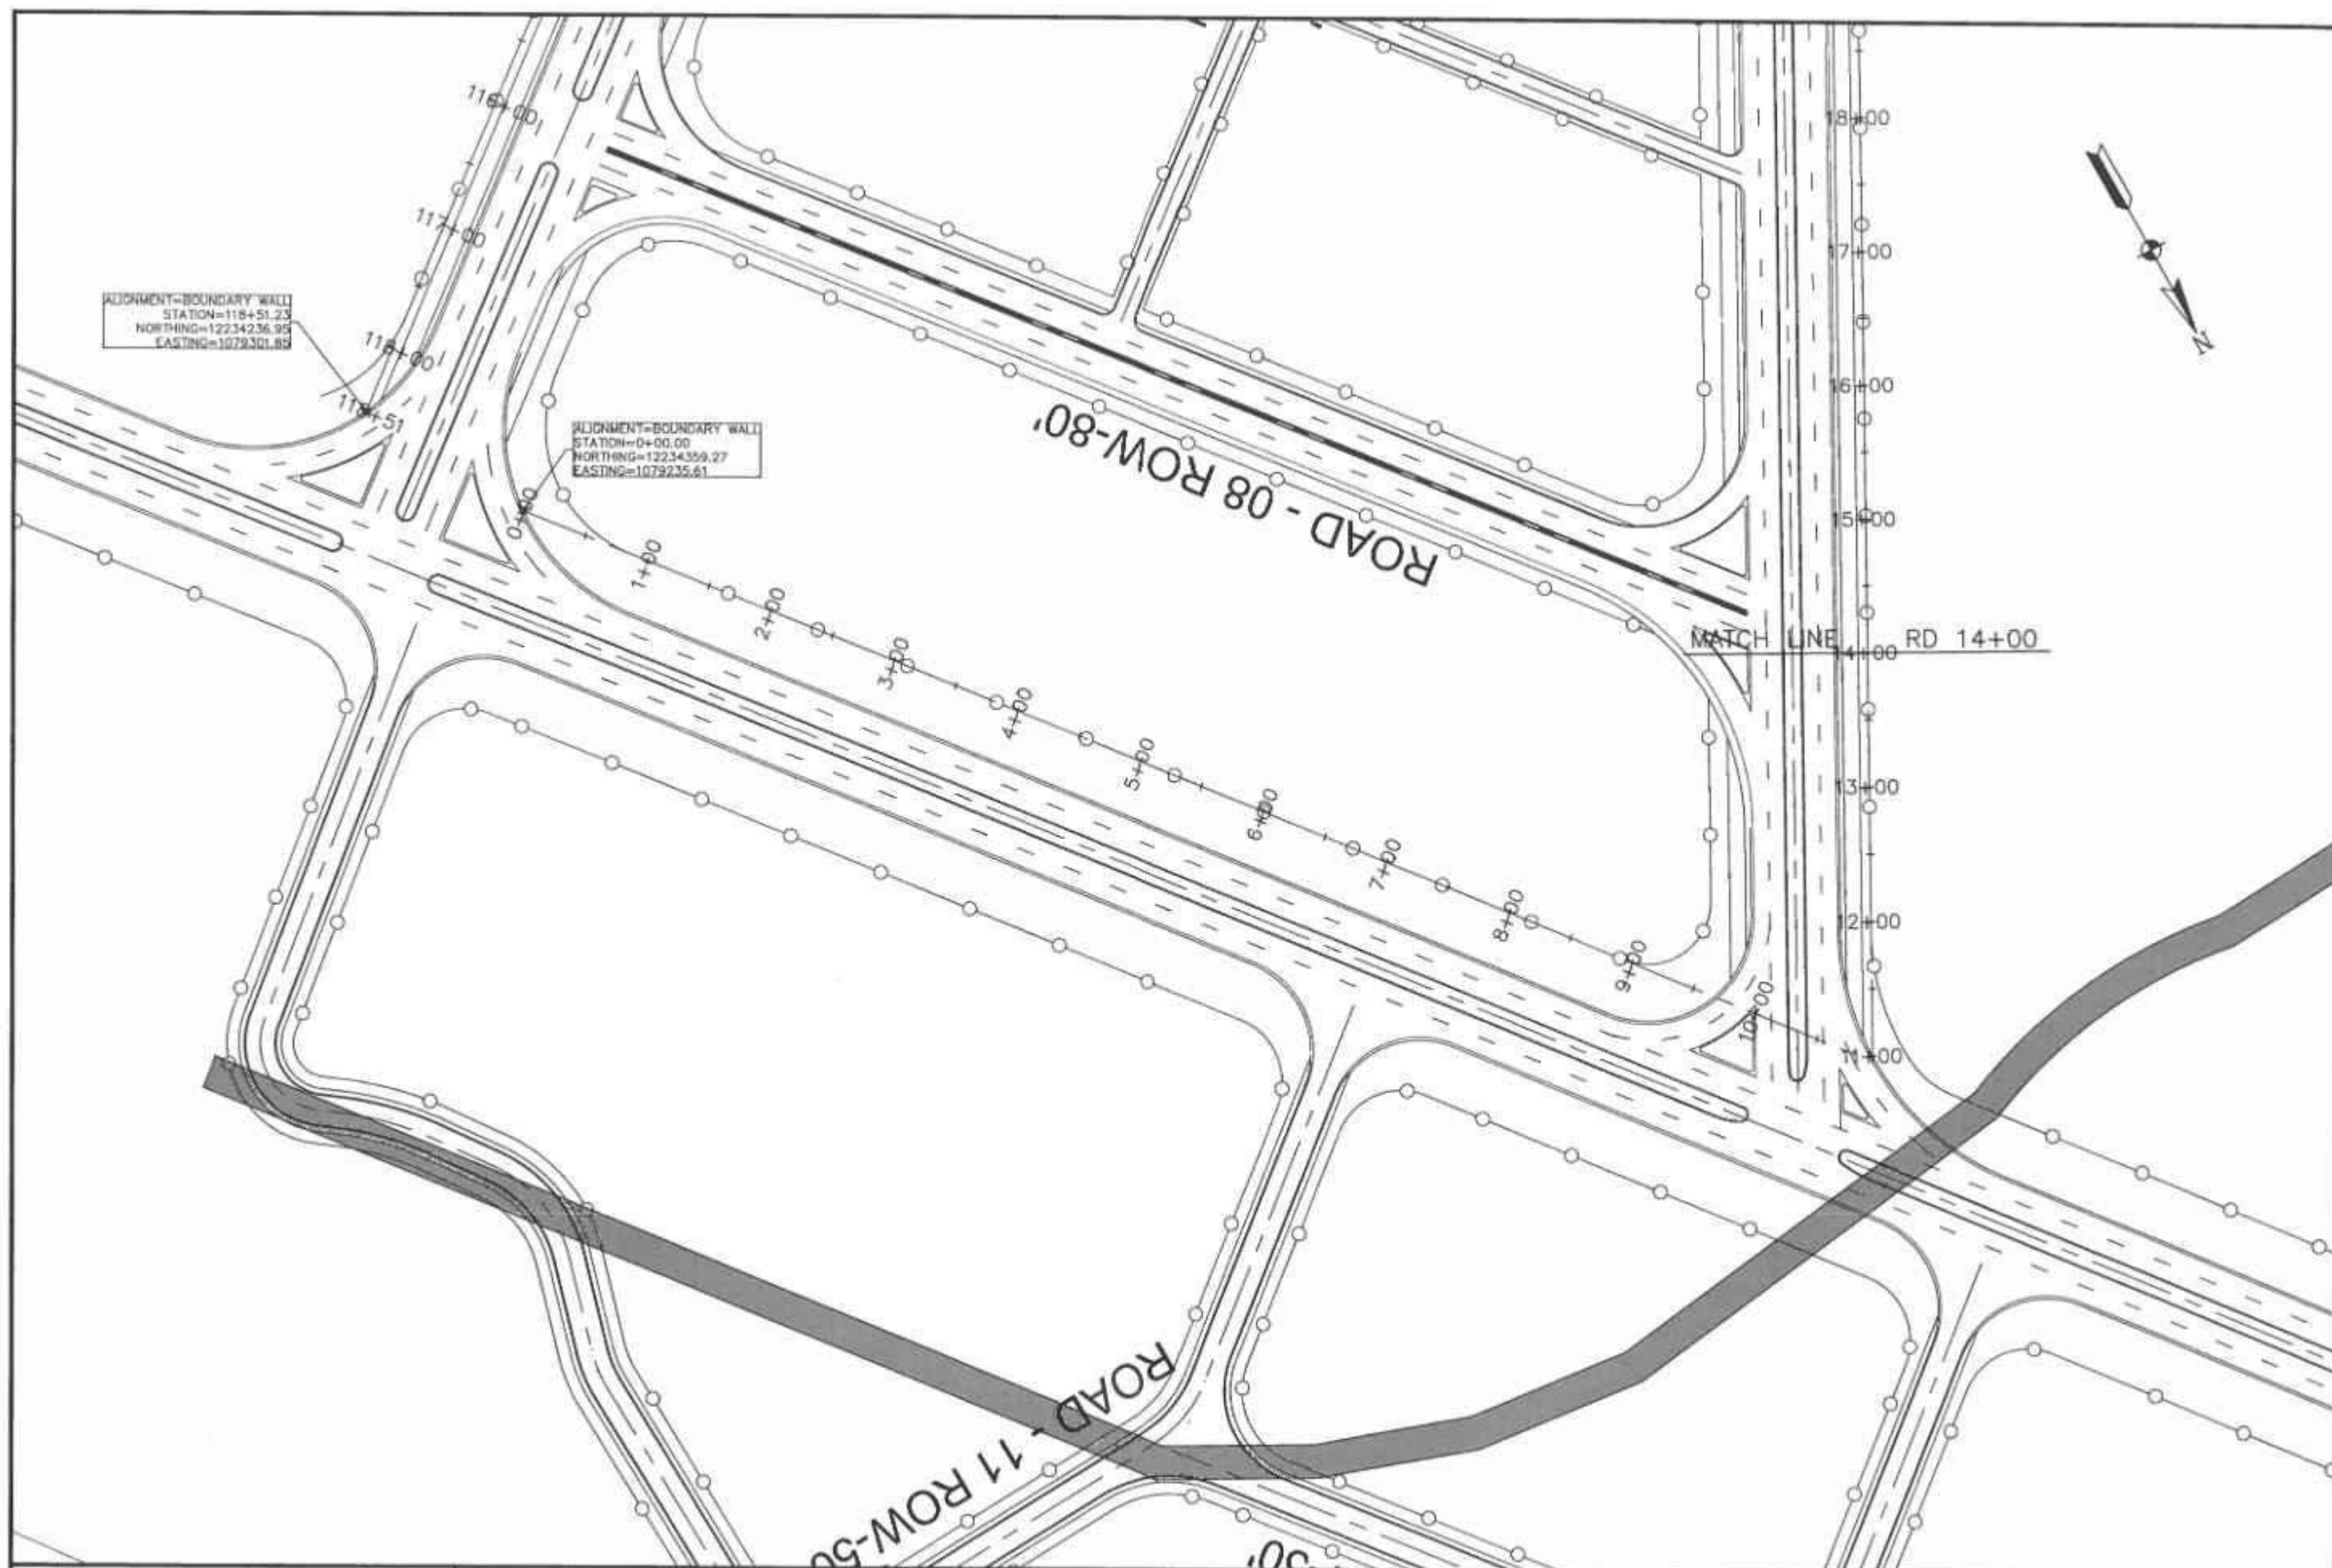 116+00
117+00
118+00
118+51
ALIGNMENT=BOUNDARY WALL
STATION=118+51.23
NORTHING=12234236.95
EASTING=1079301.85
ALIGNMENT=BOUNDARY WALL
STATION=0+00.00
NORTHING=12234359.27
EASTING=1079235.61
0+00
1+00
2+00
3+00
4+00
5+00
6+00
7+00
8+00
9+00
10+00
11+00
12+00
13+00
14+00
15+00
16+00
17+00
18+00
N
MATCH LINE RD 14+00
ROAD - 08 ROW-80'
ROAD - 11 ROW-50